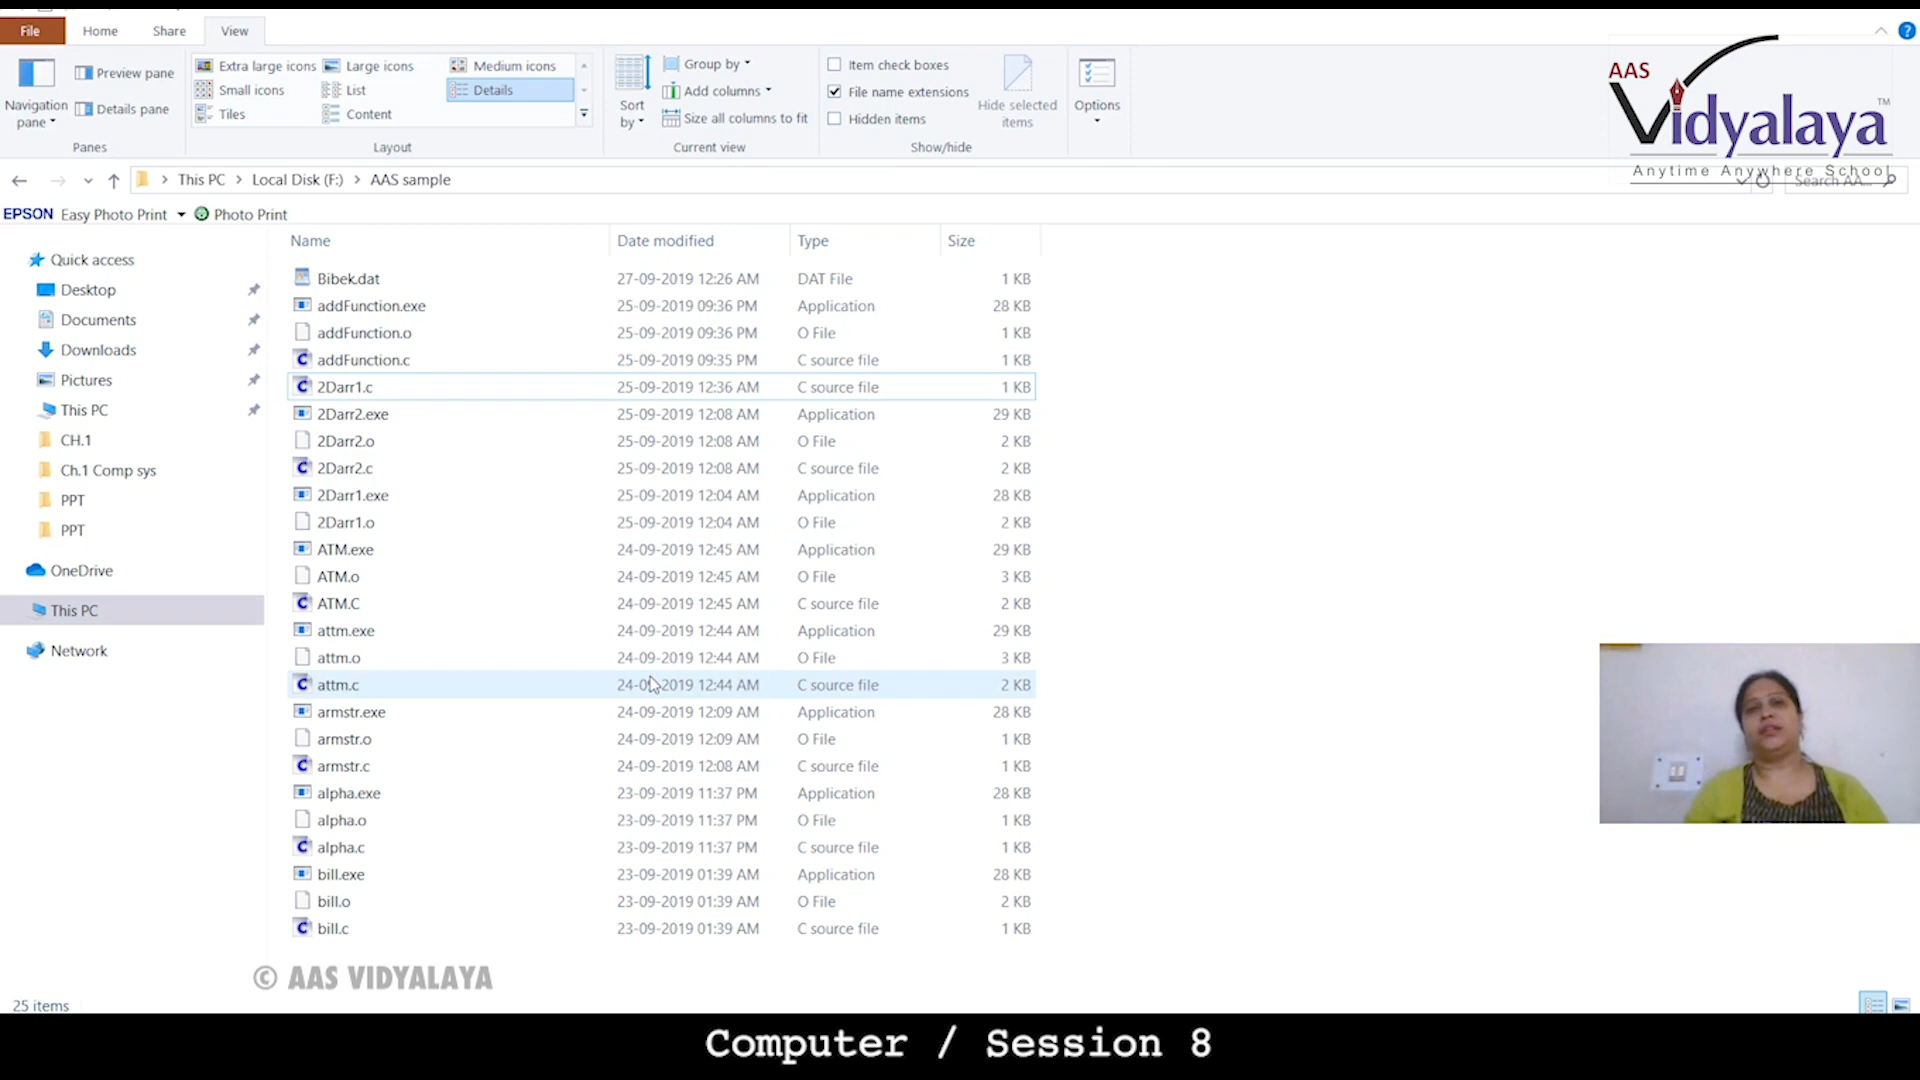 File Home Share View
Navigation pane
Preview pane
Details pane
Panes
Extra large icons Large icons Medium icons
Small icons List Details
Tiles Content
Layout
Sort by
Group by
Add columns
Size all columns to fit
Current view
Item check boxes
File name extensions
Hidden items
Hide selected items
Show/hide
Options
AAS
Vidyalaya™
Anytime Anywhere School
This PC > Local Disk (F:) > AAS sample
Search AA...
EPSON Easy Photo Print Photo Print
Quick access
Desktop
Documents
Downloads
Pictures
This PC
CH.1
Ch.1 Comp sys
PPT
PPT
OneDrive
This PC
Network
Name Date modified Type Size
Bibek.dat 27-09-2019 12:26 AM DAT File 1 KB
addFunction.exe 25-09-2019 09:36 PM Application 28 KB
addFunction.o 25-09-2019 09:36 PM O File 1 KB
addFunction.c 25-09-2019 09:35 PM C source file 1 KB
2Darr1.c 25-09-2019 12:36 AM C source file 1 KB
2Darr2.exe 25-09-2019 12:08 AM Application 29 KB
2Darr2.o 25-09-2019 12:08 AM O File 2 KB
2Darr2.c 25-09-2019 12:08 AM C source file 2 KB
2Darr1.exe 25-09-2019 12:04 AM Application 28 KB
2Darr1.o 25-09-2019 12:04 AM O File 2 KB
ATM.exe 24-09-2019 12:45 AM Application 29 KB
ATM.o 24-09-2019 12:45 AM O File 3 KB
ATM.C 24-09-2019 12:45 AM C source file 2 KB
attm.exe 24-09-2019 12:44 AM Application 29 KB
attm.o 24-09-2019 12:44 AM O File 3 KB
attm.c 24-09-2019 12:44 AM C source file 2 KB
armstr.exe 24-09-2019 12:09 AM Application 28 KB
armstr.o 24-09-2019 12:09 AM O File 1 KB
armstr.c 24-09-2019 12:08 AM C source file 1 KB
alpha.exe 23-09-2019 11:37 PM Application 28 KB
alpha.o 23-09-2019 11:37 PM O File 1 KB
alpha.c 23-09-2019 11:37 PM C source file 1 KB
bill.exe 23-09-2019 01:39 AM Application 28 KB
bill.o 23-09-2019 01:39 AM O File 2 KB
bill.c 23-09-2019 01:39 AM C source file 1 KB
© AAS VIDYALAYA
25 items
Computer / Session 8